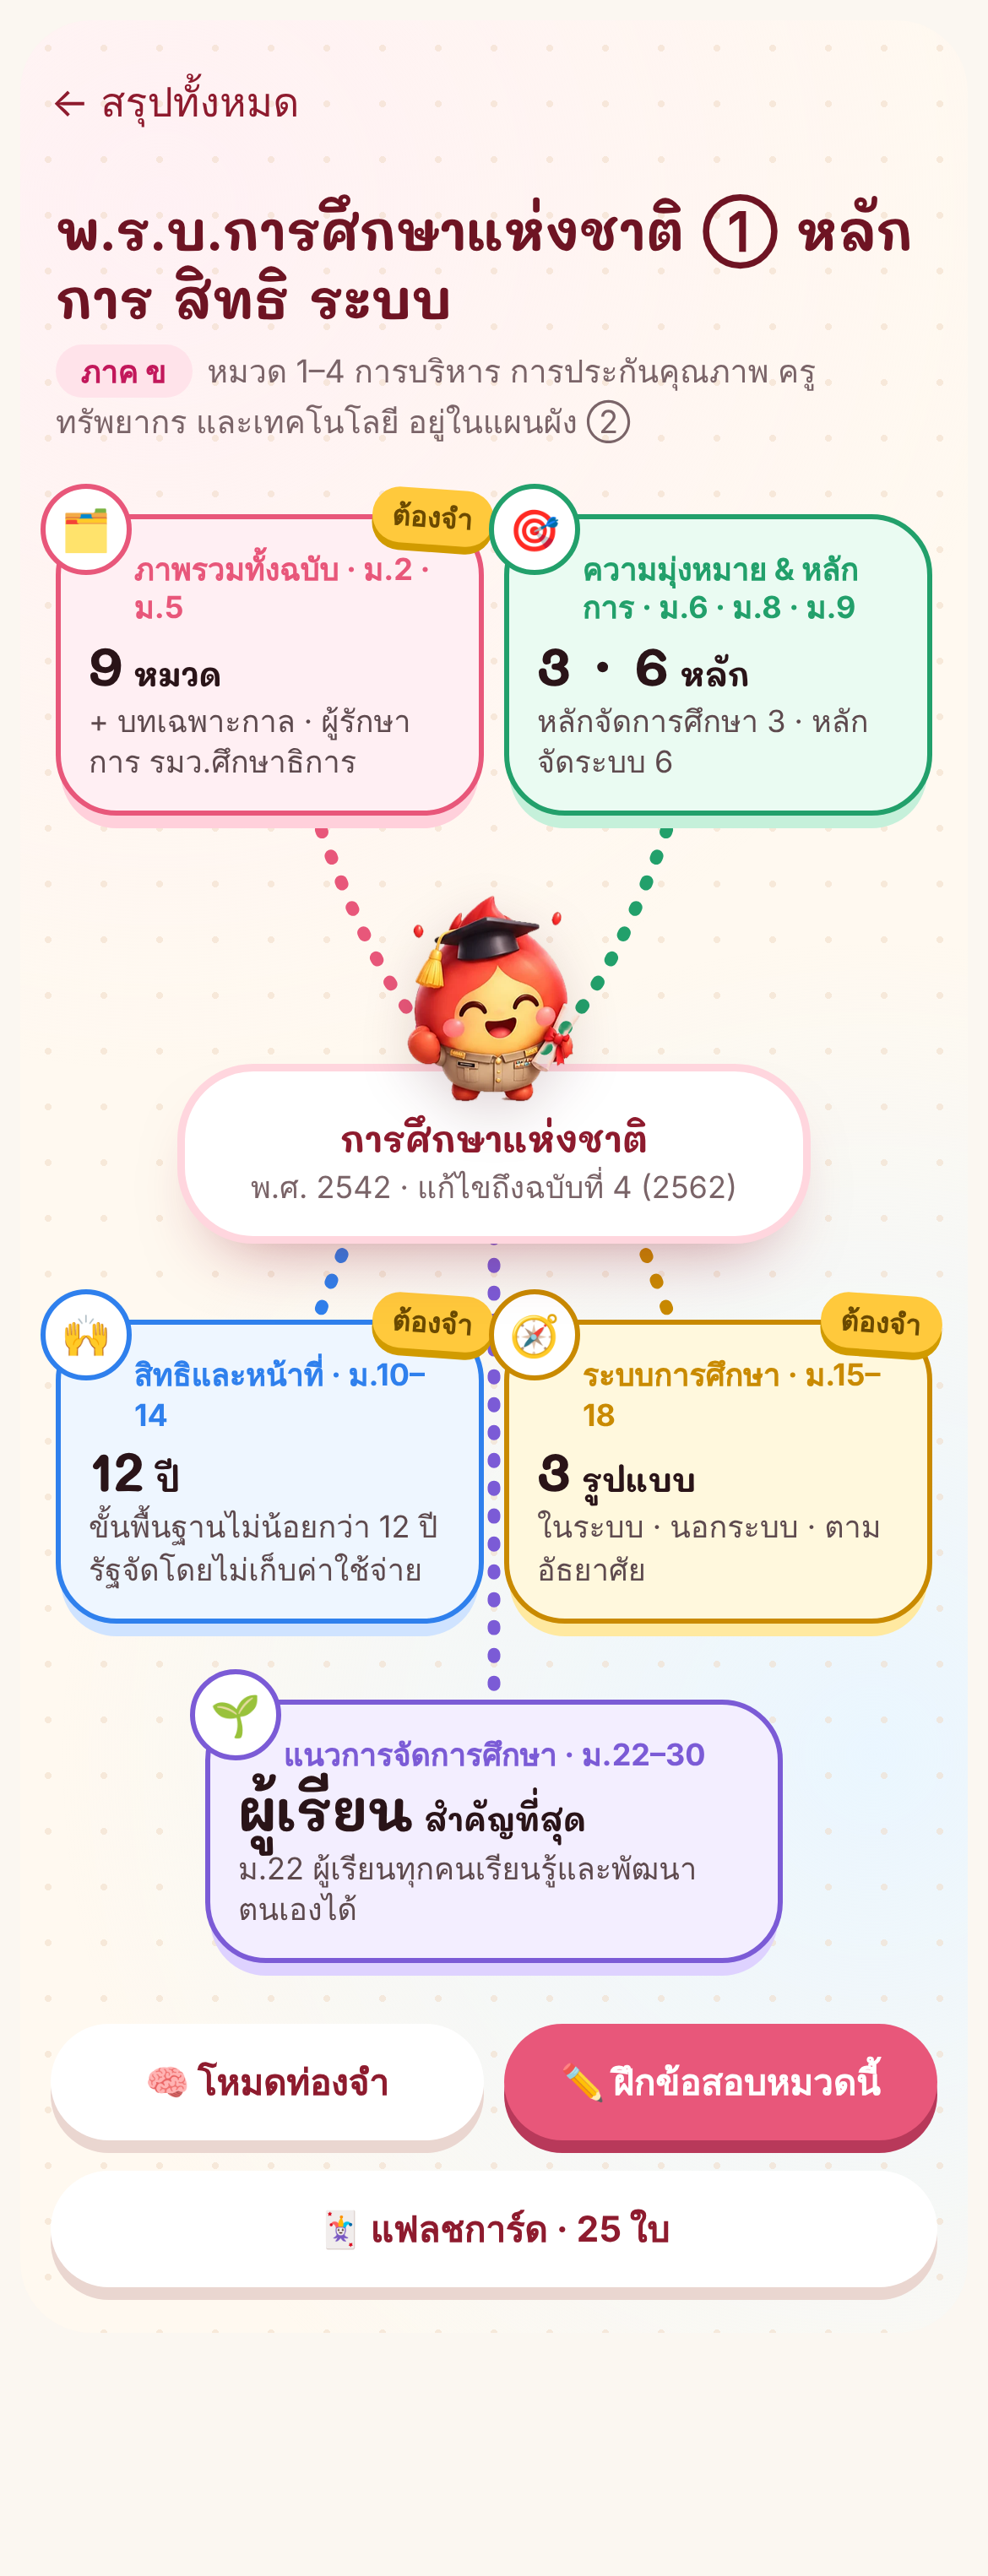 ← สรุปทั้งหมด
พ.ร.บ.การศึกษาแห่งชาติ ① หลัก
การ สิทธิ ระบบ
ภาค ข หมวด 1–4 การบริหาร การประกันคุณภาพ ครู
ทรัพยากร และเทคโนโลยี อยู่ในแผนผัง ②
ต้องจำ
ภาพรวมทั้งฉบับ · ม.2 ·
ม.5
9 หมวด
+ บทเฉพาะกาล · ผู้รักษา
การ รมว.ศึกษาธิการ
ความมุ่งหมาย & หลัก
การ · ม.6 · ม.8 · ม.9
3 · 6 หลัก
หลักจัดการศึกษา 3 · หลัก
จัดระบบ 6
การศึกษาแห่งชาติ
พ.ศ. 2542 · แก้ไขถึงฉบับที่ 4 (2562)
ต้องจำ
สิทธิและหน้าที่ · ม.10–
14
12 ปี
ขั้นพื้นฐานไม่น้อยกว่า 12 ปี
รัฐจัดโดยไม่เก็บค่าใช้จ่าย
ต้องจำ
ระบบการศึกษา · ม.15–
18
3 รูปแบบ
ในระบบ · นอกระบบ · ตาม
อัธยาศัย
แนวการจัดการศึกษา · ม.22–30
ผู้เรียน สำคัญที่สุด
ม.22 ผู้เรียนทุกคนเรียนรู้และพัฒนา
ตนเองได้
🧠 โหมดท่องจำ
✏️ ฝึกข้อสอบหมวดนี้
🃏 แฟลชการ์ด · 25 ใบ